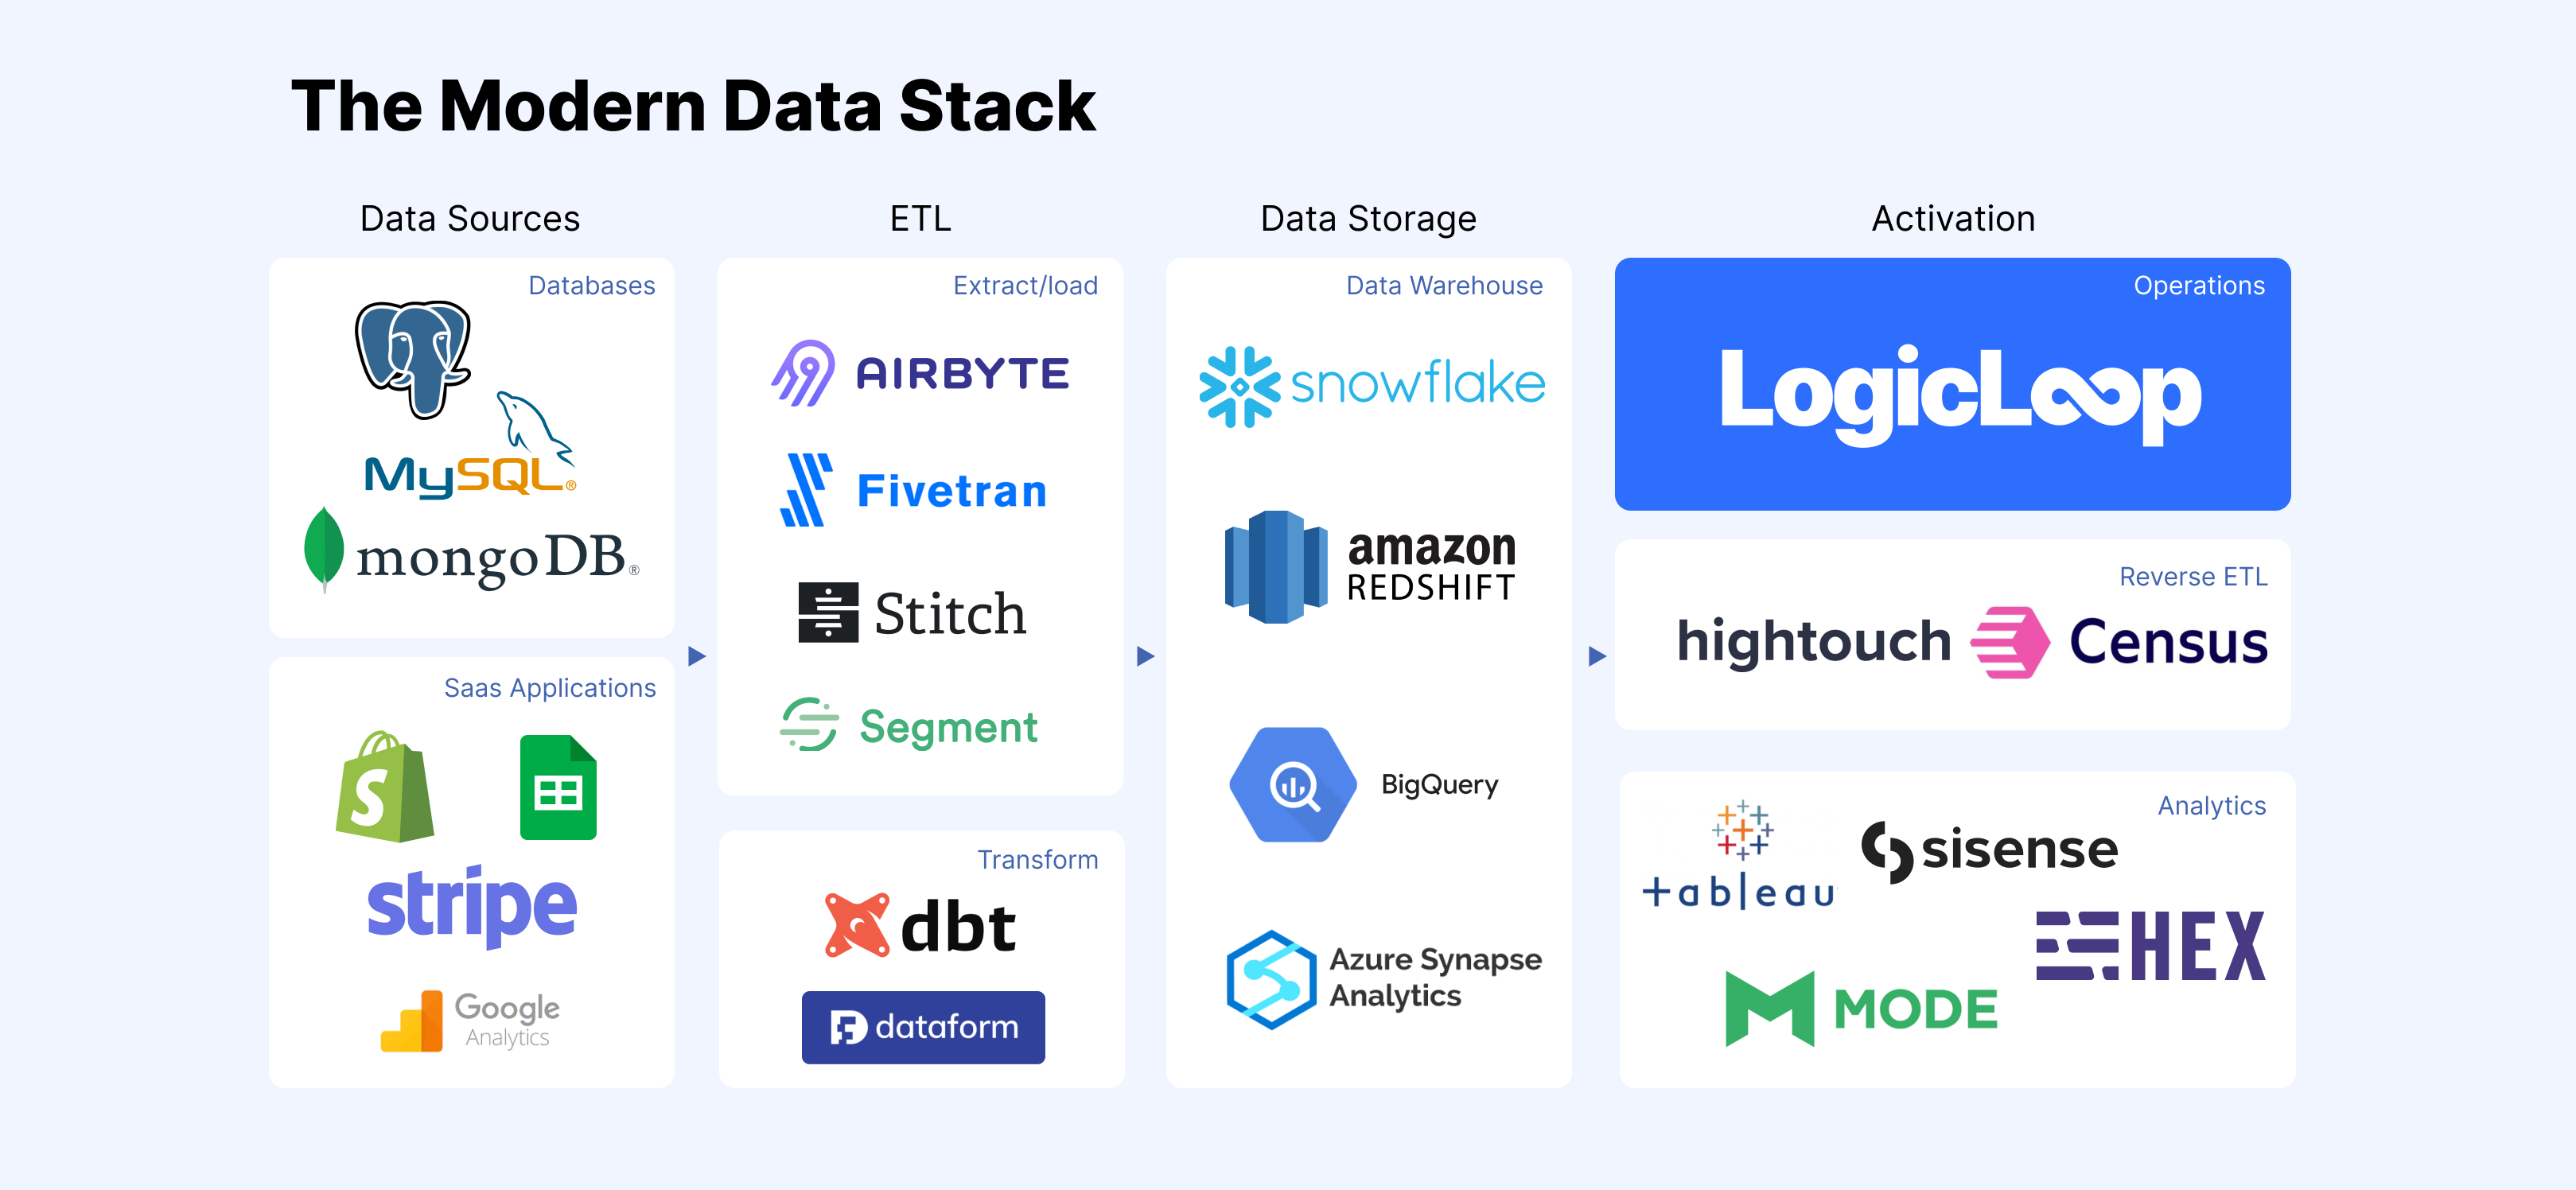 The Modern Data Stack
Data Sources
Databases
MySQL®
mongoDB®
Saas Applications
S
stripe
Google
Analytics
ETL
Extract/load
AIRBYTE
Fivetran
Stitch
Segment
Transform
dbt
dataform
Data Storage
Data Warehouse
snowflake
amazon
REDSHIFT
BigQuery
Azure Synapse
Analytics
Activation
Operations
LogicLoop
Reverse ETL
hightouch
Census
Analytics
+ableau
sisense
HEX
MODE